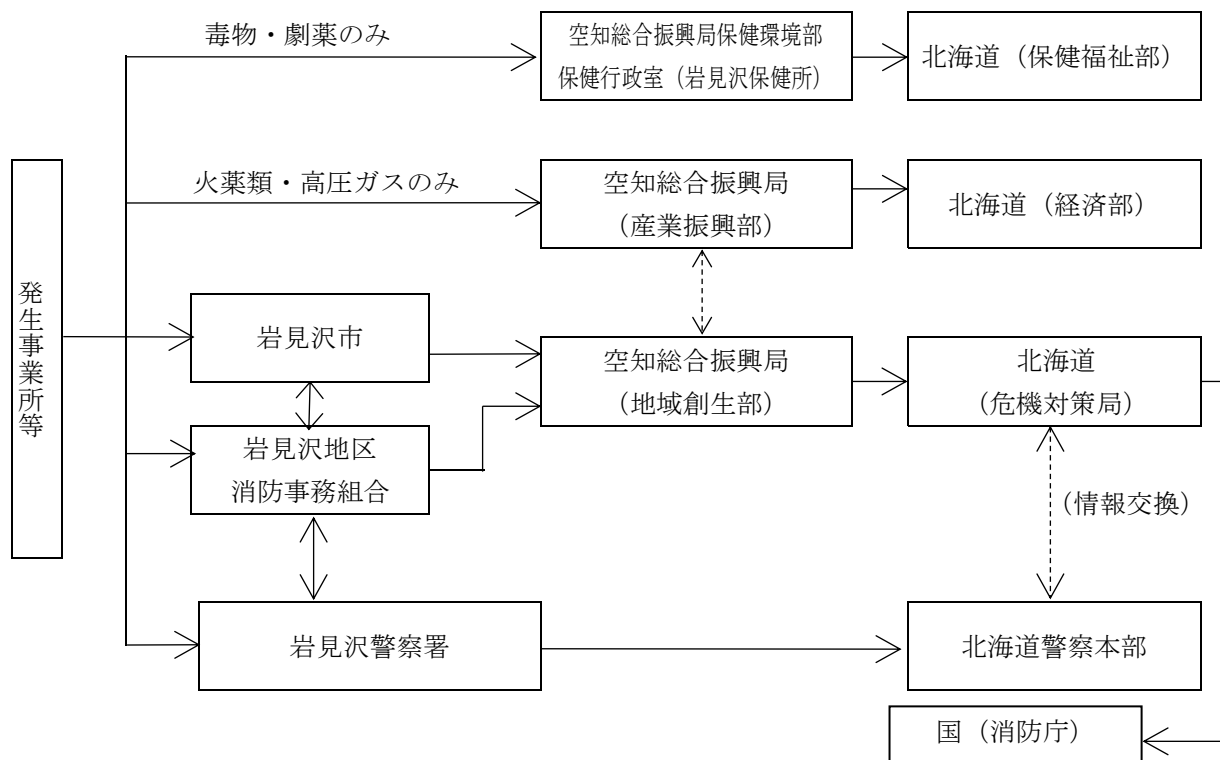 毒物・劇薬のみ
空知総合振興局保健環境部
保健行政室（岩見沢保健所）
北海道（保健福祉部）
火薬類・高圧ガスのみ
空知総合振興局
（産業振興部）
北海道（経済部）
発生事業所等
岩見沢市
空知総合振興局
（地域創生部）
北海道
（危機対策局）
岩見沢地区
消防事務組合
（情報交換）
岩見沢警察署
北海道警察本部
国（消防庁）